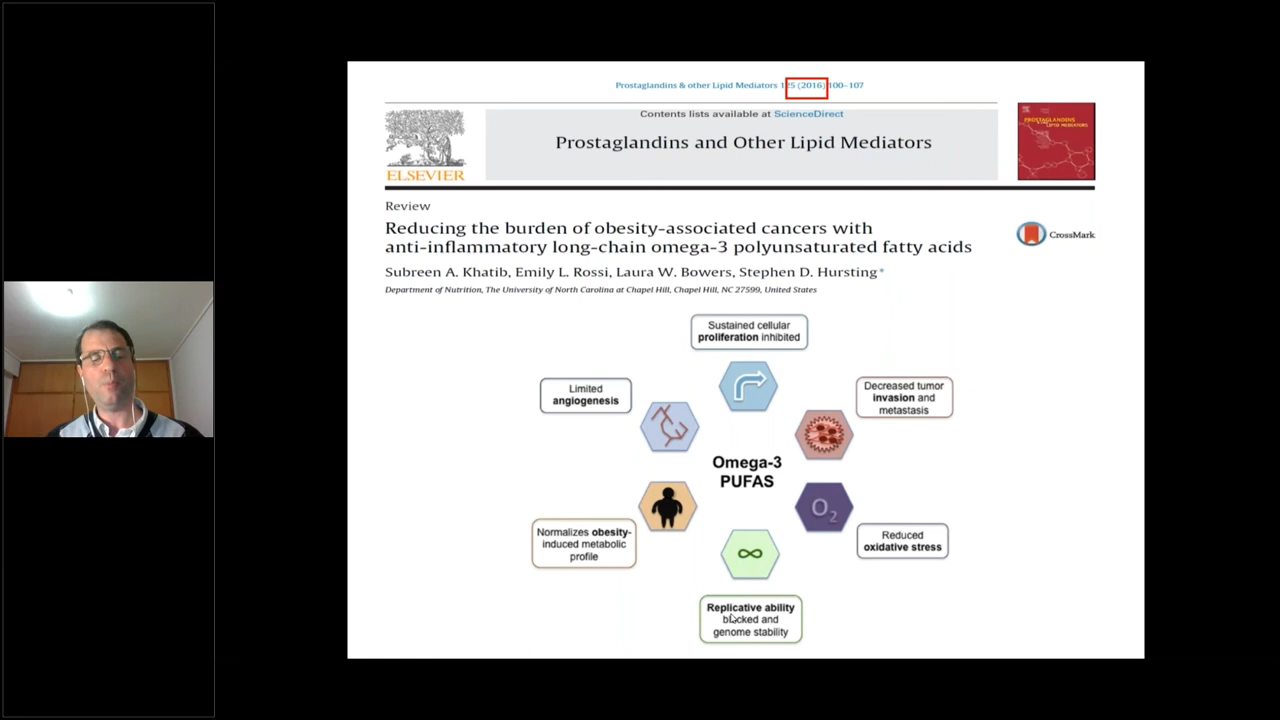 Prostaglandins & other Lipid Mediators 125 (2016) 100–107
Contents lists available at ScienceDirect
Prostaglandins and Other Lipid Mediators
ELSEVIER
PROSTAGLANDINS
LIPID MEDIATORS
Review
Reducing the burden of obesity-associated cancers with
anti-inflammatory long-chain omega-3 polyunsaturated fatty acids
CrossMark
Subreen A. Khatib, Emily L. Rossi, Laura W. Bowers, Stephen D. Hursting*
Department of Nutrition, The University of North Carolina at Chapel Hill, Chapel Hill, NC 27599, United States
Sustained cellular
proliferation inhibited
Limited
angiogenesis
Decreased tumor
invasion and
metastasis
Omega-3
PUFAS
O2
Normalizes obesity-
induced metabolic
profile
Reduced
oxidative stress
Replicative ability
blocked and
genome stability